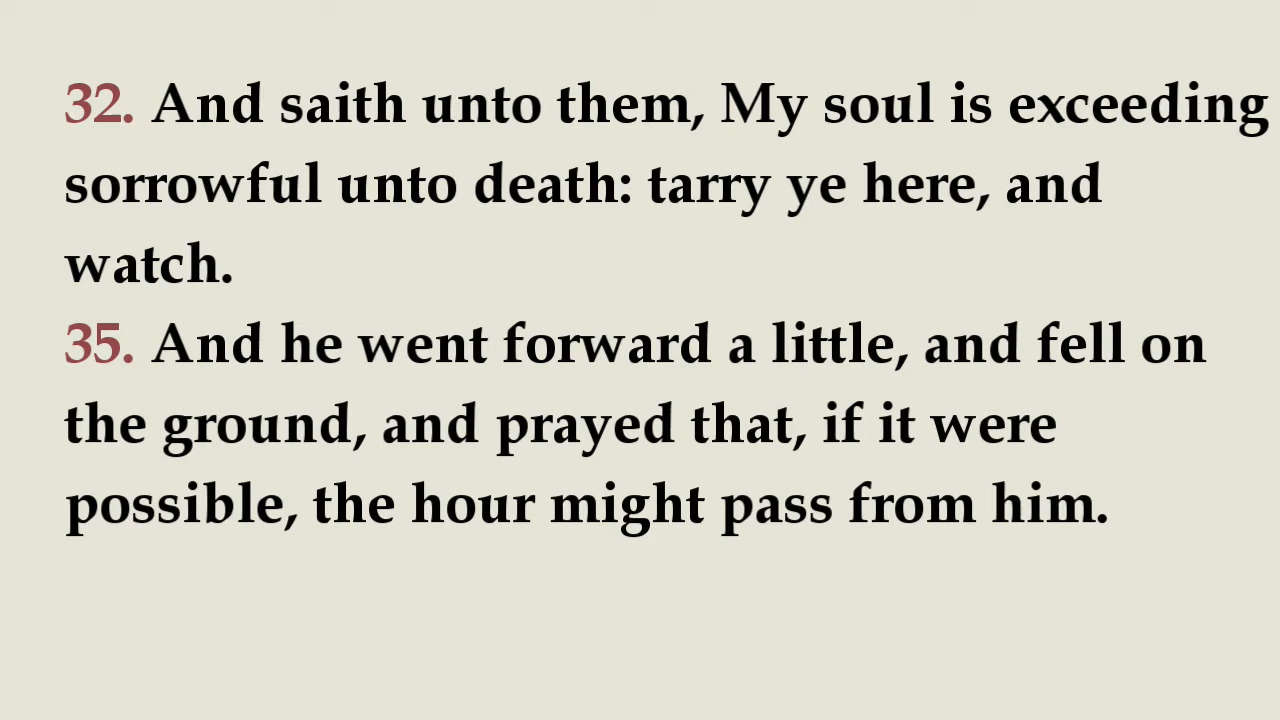 32. And saith unto them, My soul is exceeding
sorrowful unto death: tarry ye here, and
watch.
35. And he went forward a little, and fell on
the ground, and prayed that, if it were
possible, the hour might pass from him.